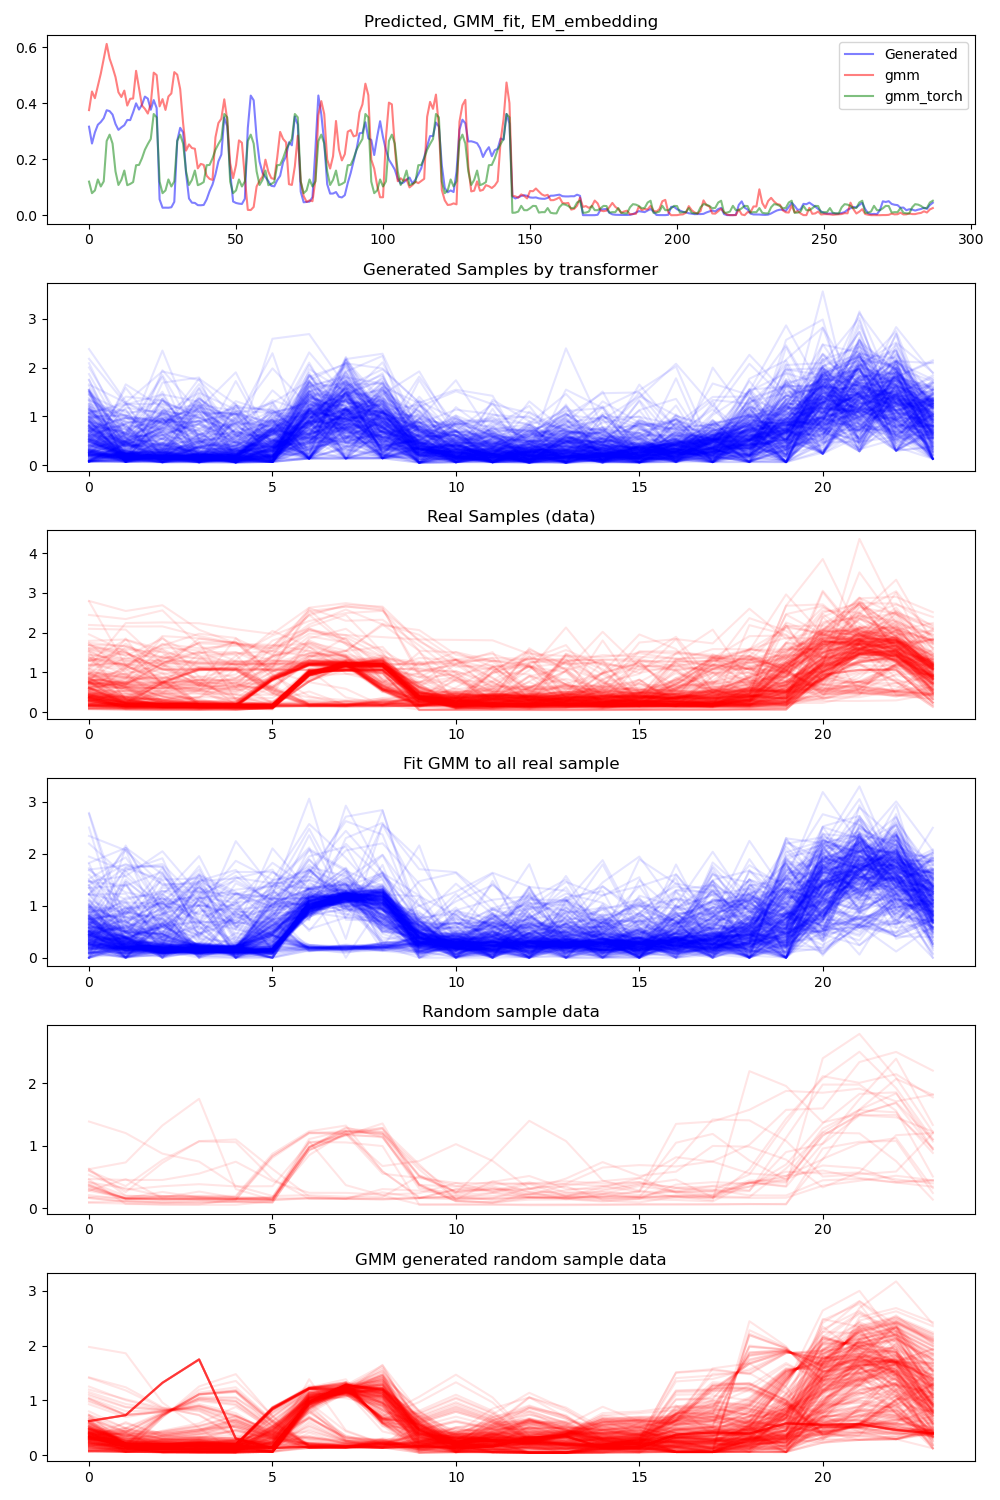 Predicted, GMM_fit, EM_embedding
0.6
0.4
0.2
0.0
Generated
gmm
gmm_torch
0 50 100 150 200 250 300
Generated Samples by transformer
3
2
1
0
0 5 10 15 20
Real Samples (data)
4
3
2
1
0
0 5 10 15 20
Fit GMM to all real sample
3
2
1
0
0 5 10 15 20
Random sample data
2
1
0
0 5 10 15 20
GMM generated random sample data
3
2
1
0
0 5 10 15 20